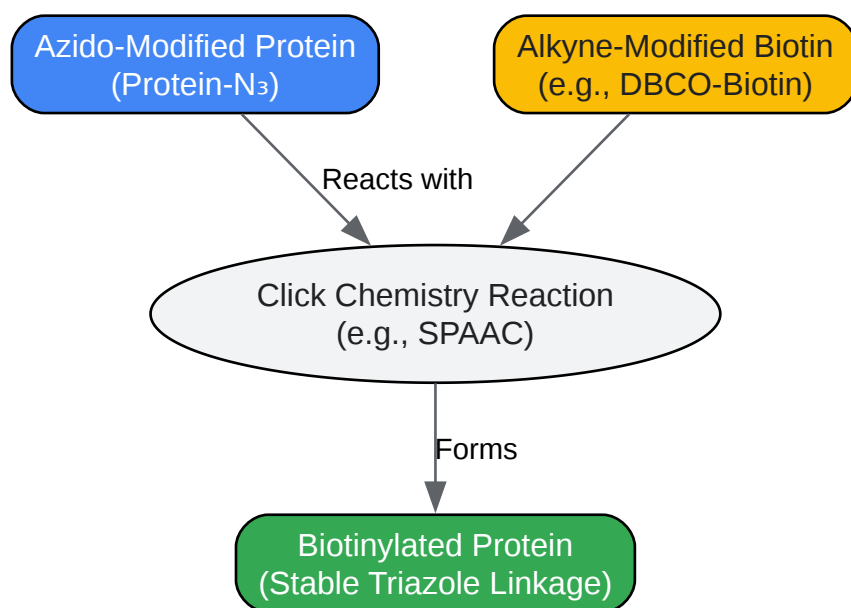 Azido-Modified Protein
(Protein-N₃)
Alkyne-Modified Biotin
(e.g., DBCO-Biotin)
Reacts with
Click Chemistry Reaction
(e.g., SPAAC)
Forms
Biotinylated Protein
(Stable Triazole Linkage)